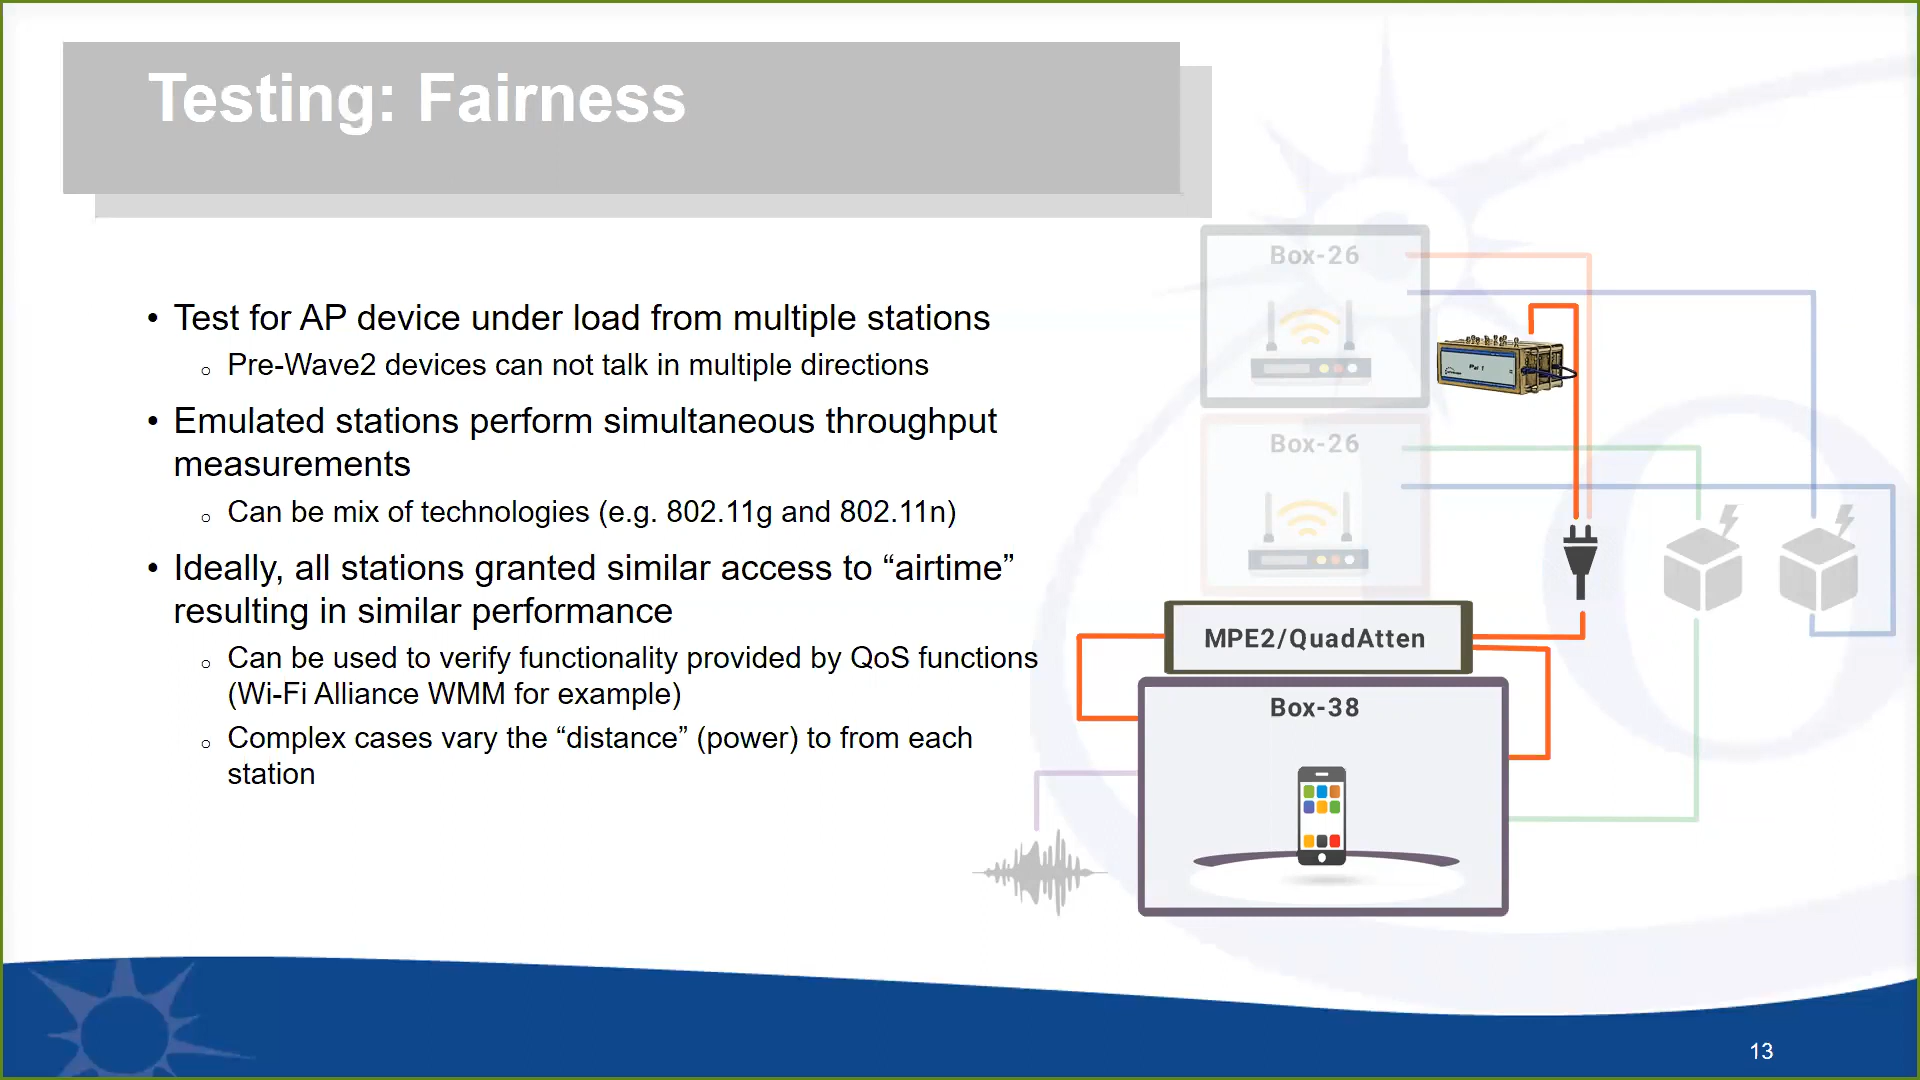 Testing: Fairness
• Test for AP device under load from multiple stations
o Pre-Wave2 devices can not talk in multiple directions
• Emulated stations perform simultaneous throughput
measurements
o Can be mix of technologies (e.g. 802.11g and 802.11n)
• Ideally, all stations granted similar access to “airtime”
resulting in similar performance
o Can be used to verify functionality provided by QoS functions
(Wi-Fi Alliance WMM for example)
o Complex cases vary the “distance” (power) to from each
station
Box-26
Pal 1
Box-26
MPE2/QuadAtten
Box-38
13